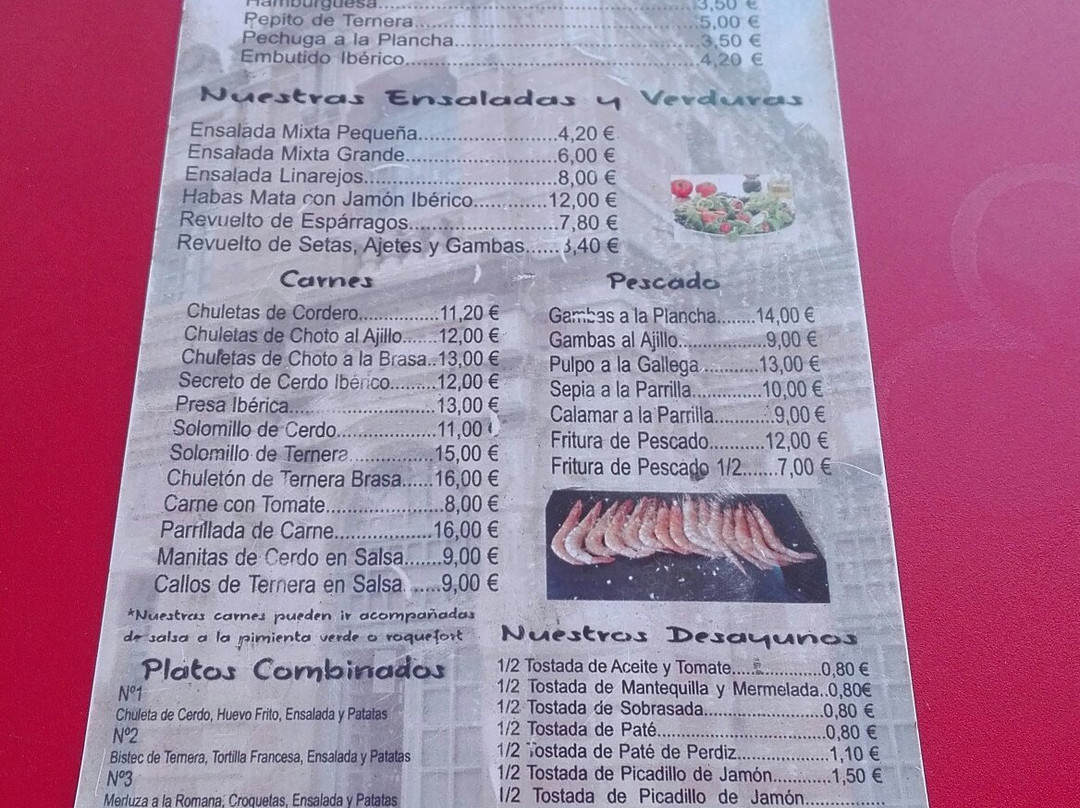 Hamburguesa...3,50 €
Pepito de Ternera...5,00 €
Pechuga a la Plancha...3,50 €
Embutido Ibérico...4,20 €
Nuestras Ensaladas y Verduras
Ensalada Mixta Pequeña...4,20 €
Ensalada Mixta Grande...6,00 €
Ensalada Linarejos...8,00 €
Habas Mata con Jamón Ibérico...12,00 €
Revuelto de Espárragos...7,80 €
Revuelto de Setas, Ajetes y Gambas...,40 €
Carnes
Chuletas de Cordero...11,20 €
Chuletas de Choto al Ajillo...12,00 €
Chuletas de Choto a la Brasa..13,00 €
Secreto de Cerdo Ibérico...12,00 €
Presa Ibérica...13,00 €
Solomillo de Cerdo...11,00
Solomillo de Ternera...15,00 €
Chuletón de Ternera Brasa...16,00 €
Carne con Tomate...8,00 €
Parrillada de Carne...16,00 €
Manitas de Cerdo en Salsa...9,00 €
Callos de Ternera en Salsa...9,00 €
*Nuestras carnes pueden ir acompañadas
de salsa a la pimienta verde o roquefort
Platos Combinados
Nº1
Chuleta de Cerdo, Huevo Frito, Ensalada y Patatas
Nº2
Bistec de Ternera, Tortilla Francesa, Ensalada y Patatas
Nº3
Merluza a la Romana, Croquetas, Ensalada y Patatas
Pescado
Gambas a la Plancha...14,00 €
Gambas al Ajillo...9,00 €
Pulpo a la Gallega...13,00 €
Sepia a la Parrilla...10,00 €
Calamar a la Parrilla...9,00 €
Fritura de Pescado...12,00 €
Fritura de Pescado 1/2...7,00 €
Nuestros Desayunos
1/2 Tostada de Aceite y Tomate...0,80 €
1/2 Tostada de Mantequilla y Mermelada..0,80€
1/2 Tostada de Sobrasada...0,80 €
1/2 Tostada de Paté...0,80 €
1/2 Tostada de Paté de Perdiz...1,10 €
1/2 Tostada de Picadillo de Jamón...1,50 €
1/2 Tostada de Picadillo de Jamón...